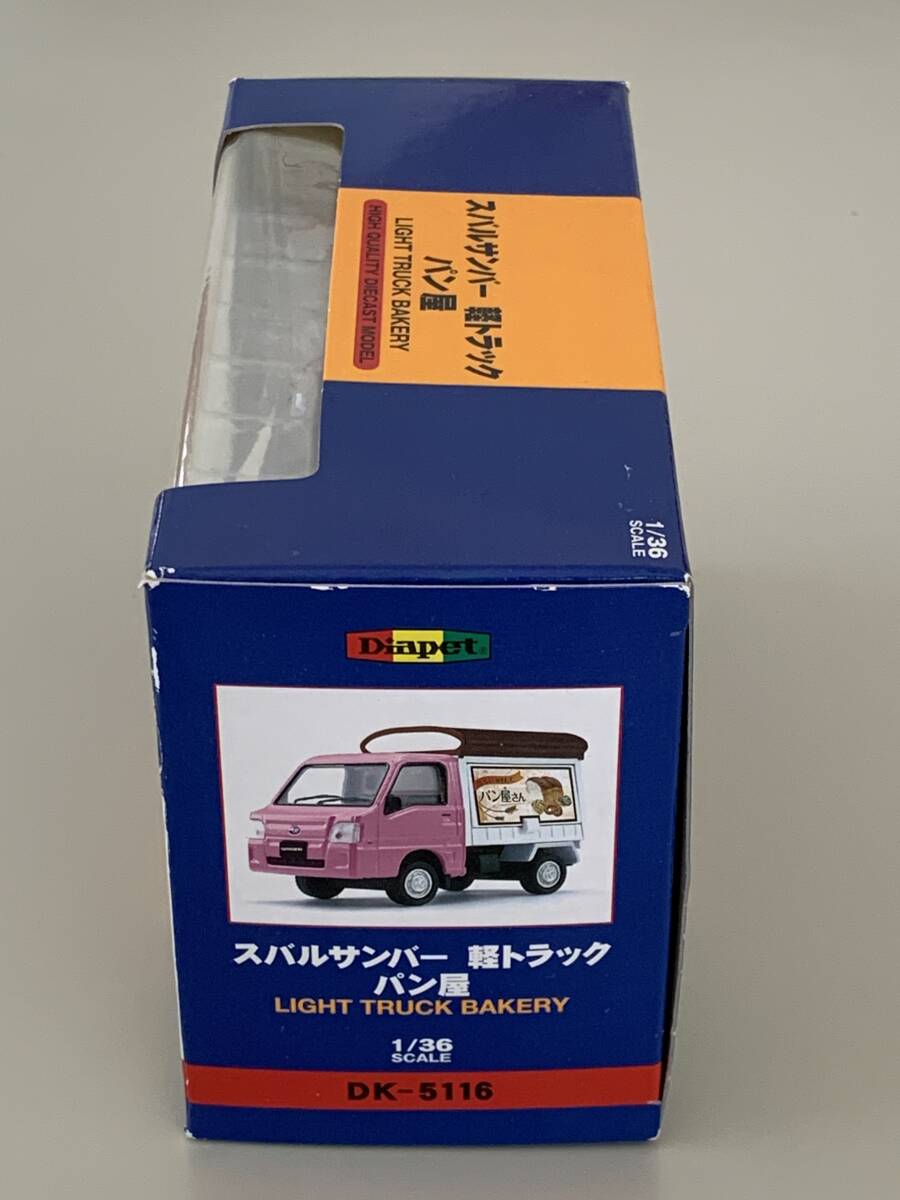 スバルサンバー 軽トラック
パン屋
LIGHT TRUCK BAKERY
HIGH QUALITY DIECAST MODEL
1/36
SCALE
Diapet®
パン屋さん
スバルサンバー 軽トラック
パン屋
LIGHT TRUCK BAKERY
1/36
SCALE
DK-5116